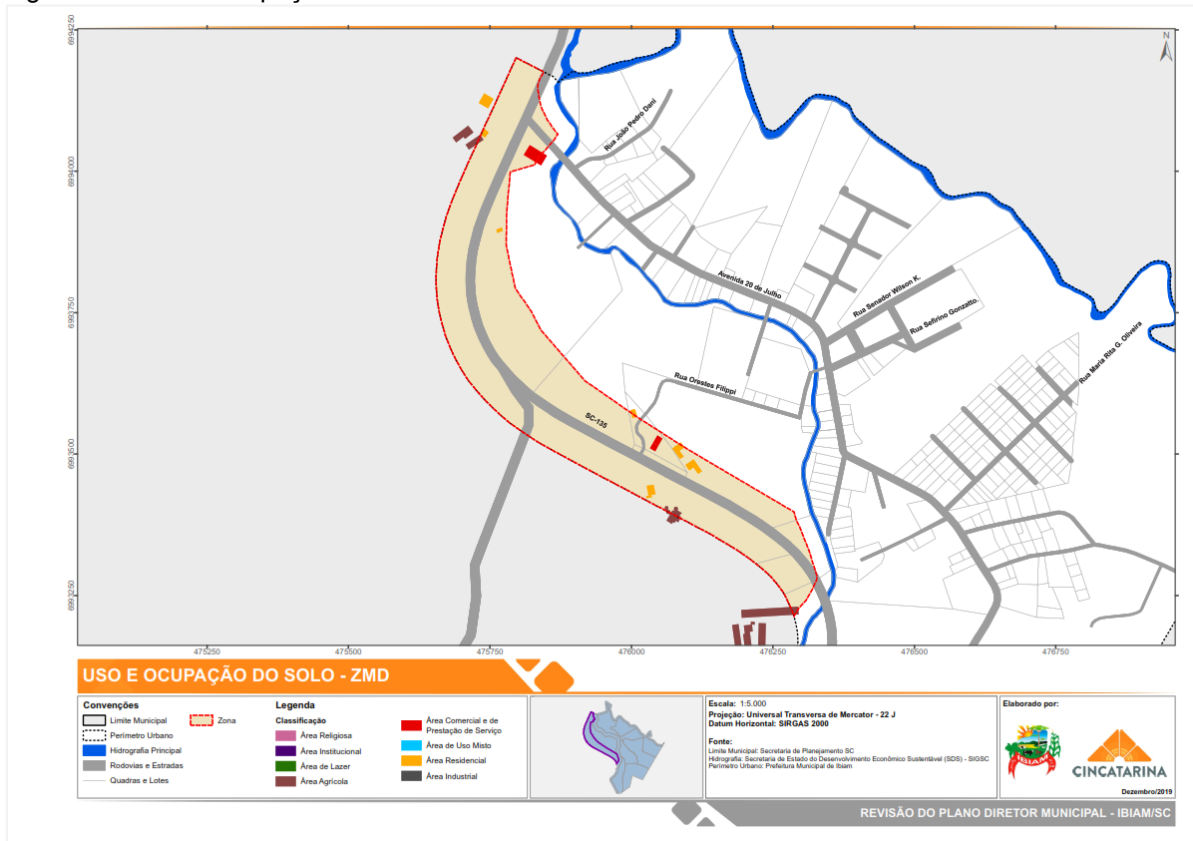 6994250
N
Rua João Pedro Dani
6994000
Avenida 20 de Julho
Rua Senador Wilson K.
Rua Sefirino Gonzatto
6993750
Rua Maria Rita G. Oliveira
Rua Orestes Filippi
SC-135
6993500
6993250
475250
475500
475750
476000
476250
476500
476750
USO E OCUPAÇÃO DO SOLO - ZMD
Convenções
Limite Municipal
Zona
Perímetro Urbano
Hidrografia Principal
Rodovias e Estradas
Quadras e Lotes
Legenda
Classificação
Área Religiosa
Área Institucional
Área de Lazer
Área Agrícola
Área Comercial e de
Prestação de Serviço
Área de Uso Misto
Área Residencial
Área Industrial
Escala: 1:5.000
Projeção: Universal Transversa de Mercator - 22 J
Datum Horizontal: SIRGAS 2000
Fonte:
Limite Municipal: Secretaria de Planejamento SC
Hidrografia: Secretaria de Estado do Desenvolvimento Econômico Sustentável (SDS) - SIGSC
Perímetro Urbano: Prefeitura Municipal de Ibiam
Elaborado por:
IBIAM
CINCATARINA
Dezembro/2019
REVISÃO DO PLANO DIRETOR MUNICIPAL - IBIAM/SC